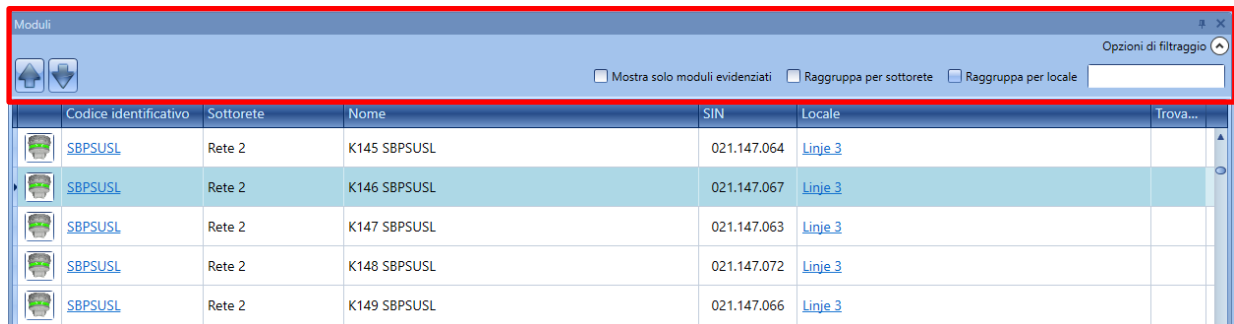 Moduli
Opzioni di filtraggio
Mostra solo moduli evidenziati Raggruppa per sottorete Raggruppa per locale
Codice identificativo Sottorete Nome SIN Locale Trova...
SBPSUSL Rete 2 K145 SBPSUSL 021.147.064 Linje 3
SBPSUSL Rete 2 K146 SBPSUSL 021.147.067 Linje 3
SBPSUSL Rete 2 K147 SBPSUSL 021.147.063 Linje 3
SBPSUSL Rete 2 K148 SBPSUSL 021.147.072 Linje 3
SBPSUSL Rete 2 K149 SBPSUSL 021.147.066 Linje 3